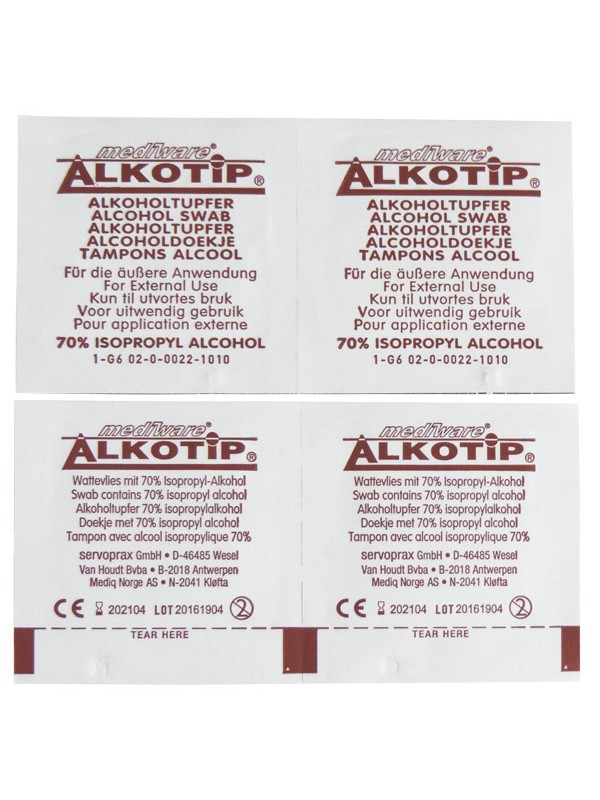 mediware®
ALKOTIP®
ALKOHOLTUPFER
ALCOHOL SWAB
ALKOHOLTUPFER
ALCOHOLDOEKJE
TAMPONS ALCOOL
Für die äußere Anwendung
For External Use
Kun til utvortes bruk
Voor uitwendig gebruik
Pour application externe
70% ISOPROPYL ALCOHOL
1-G6 02-0-0022-1010
mediware®
ALKOTIP®
ALKOHOLTUPFER
ALCOHOL SWAB
ALKOHOLTUPFER
ALCOHOLDOEKJE
TAMPONS ALCOOL
Für die äußere Anwendung
For External Use
Kun til utvortes bruk
Voor uitwendig gebruik
Pour application externe
70% ISOPROPYL ALCOHOL
1-G6 02-0-0022-1010
mediware®
ALKOTIP®
Wattevlies mit 70% Isopropyl-Alkohol
Swab contains 70% isopropyl alcohol
Alkoholtupfer 70% isopropylalkohol
Doekje met 70% isopropyl alcohol
Tampon avec alcool isopropylique 70%
servoprax GmbH • D-46485 Wesel
Van Houdt Bvba • B-2018 Antwerpen
Mediq Norge AS • N-2041 Kløfta
CE 202104 LOT 20161904 2
TEAR HERE
mediware®
ALKOTIP®
Wattevlies mit 70% Isopropyl-Alkohol
Swab contains 70% isopropyl alcohol
Alkoholtupfer 70% isopropylalkohol
Doekje met 70% isopropyl alcohol
Tampon avec alcool isopropylique 70%
servoprax GmbH • D-46485 Wesel
Van Houdt Bvba • B-2018 Antwerpen
Mediq Norge AS • N-2041 Kløfta
CE 202104 LOT 20161904 2
TEAR HERE